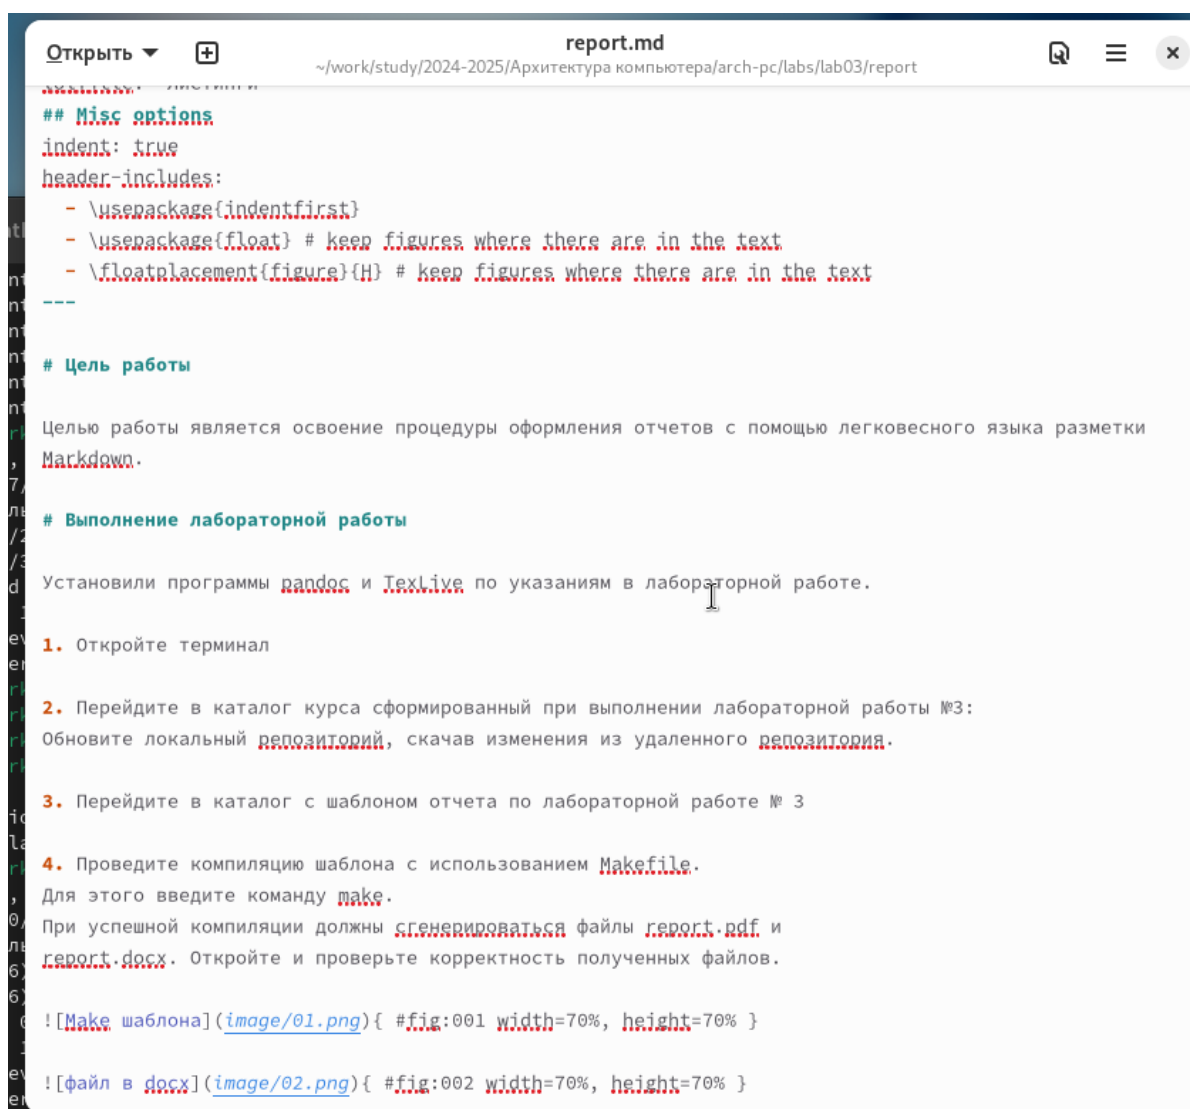 Открыть
report.md
~/work/study/2024-2025/Архитектура компьютера/arch-pc/labs/lab03/report
## Misc options
indent: true
header-includes:
- \usepackage{indentfirst}
- \usepackage{float} # keep figures where there are in the text
- \floatplacement{figure}{H} # keep figures where there are in the text
---
# Цель работы
Целью работы является освоение процедуры оформления отчетов с помощью легковесного языка разметки
Markdown.
# Выполнение лабораторной работы
Установили программы pandoc и TexLive по указаниям в лабораторной работе.
1. Откройте терминал
2. Перейдите в каталог курса сформированный при выполнении лабораторной работы №3:
Обновите локальный репозиторий, скачав изменения из удаленного репозитория.
3. Перейдите в каталог с шаблоном отчета по лабораторной работе № 3
4. Проведите компиляцию шаблона с использованием Makefile.
Для этого введите команду make.
При успешной компиляции должны сгенерироваться файлы report.pdf и
report.docx. Откройте и проверьте корректность полученных файлов.
![Make шаблона](image/01.png){ #fig:001 width=70%, height=70% }
![файл в docx](image/02.png){ #fig:002 width=70%, height=70% }